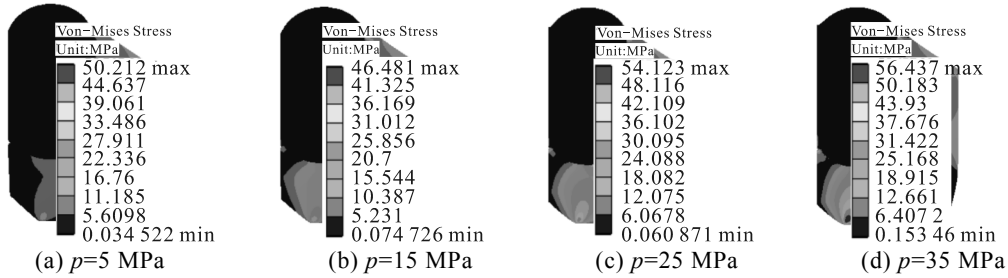 Von-Mises Stress
Unit:MPa
50.212 max
44.637
39.061
33.486
27.911
22.336
16.76
11.185
5.6098
0.034 522 min
(a) p=5 MPa
Von-Mises Stress
Unit:MPa
46.481 max
41.325
36.169
31.012
25.856
20.7
15.544
10.387
5.231
0.074 726 min
(b) p=15 MPa
Von-Mises Stress
Unit:MPa
54.123 max
48.116
42.109
36.102
30.095
24.088
18.082
12.075
6.0678
0.060 871 min
(c) p=25 MPa
Von-Mises Stress
Unit:MPa
56.437 max
50.183
43.93
37.676
31.422
25.168
18.915
12.661
6.407 2
0.153 46 min
(d) p=35 MPa